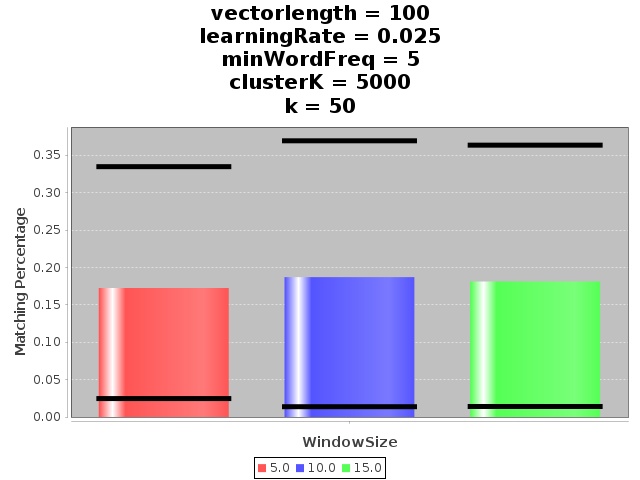 vectorlength = 100
learningRate = 0.025
minWordFreq = 5
clusterK = 5000
k = 50
Matching Percentage
0.35
0.30
0.25
0.20
0.15
0.10
0.05
0.00
WindowSize
5.0 10.0 15.0